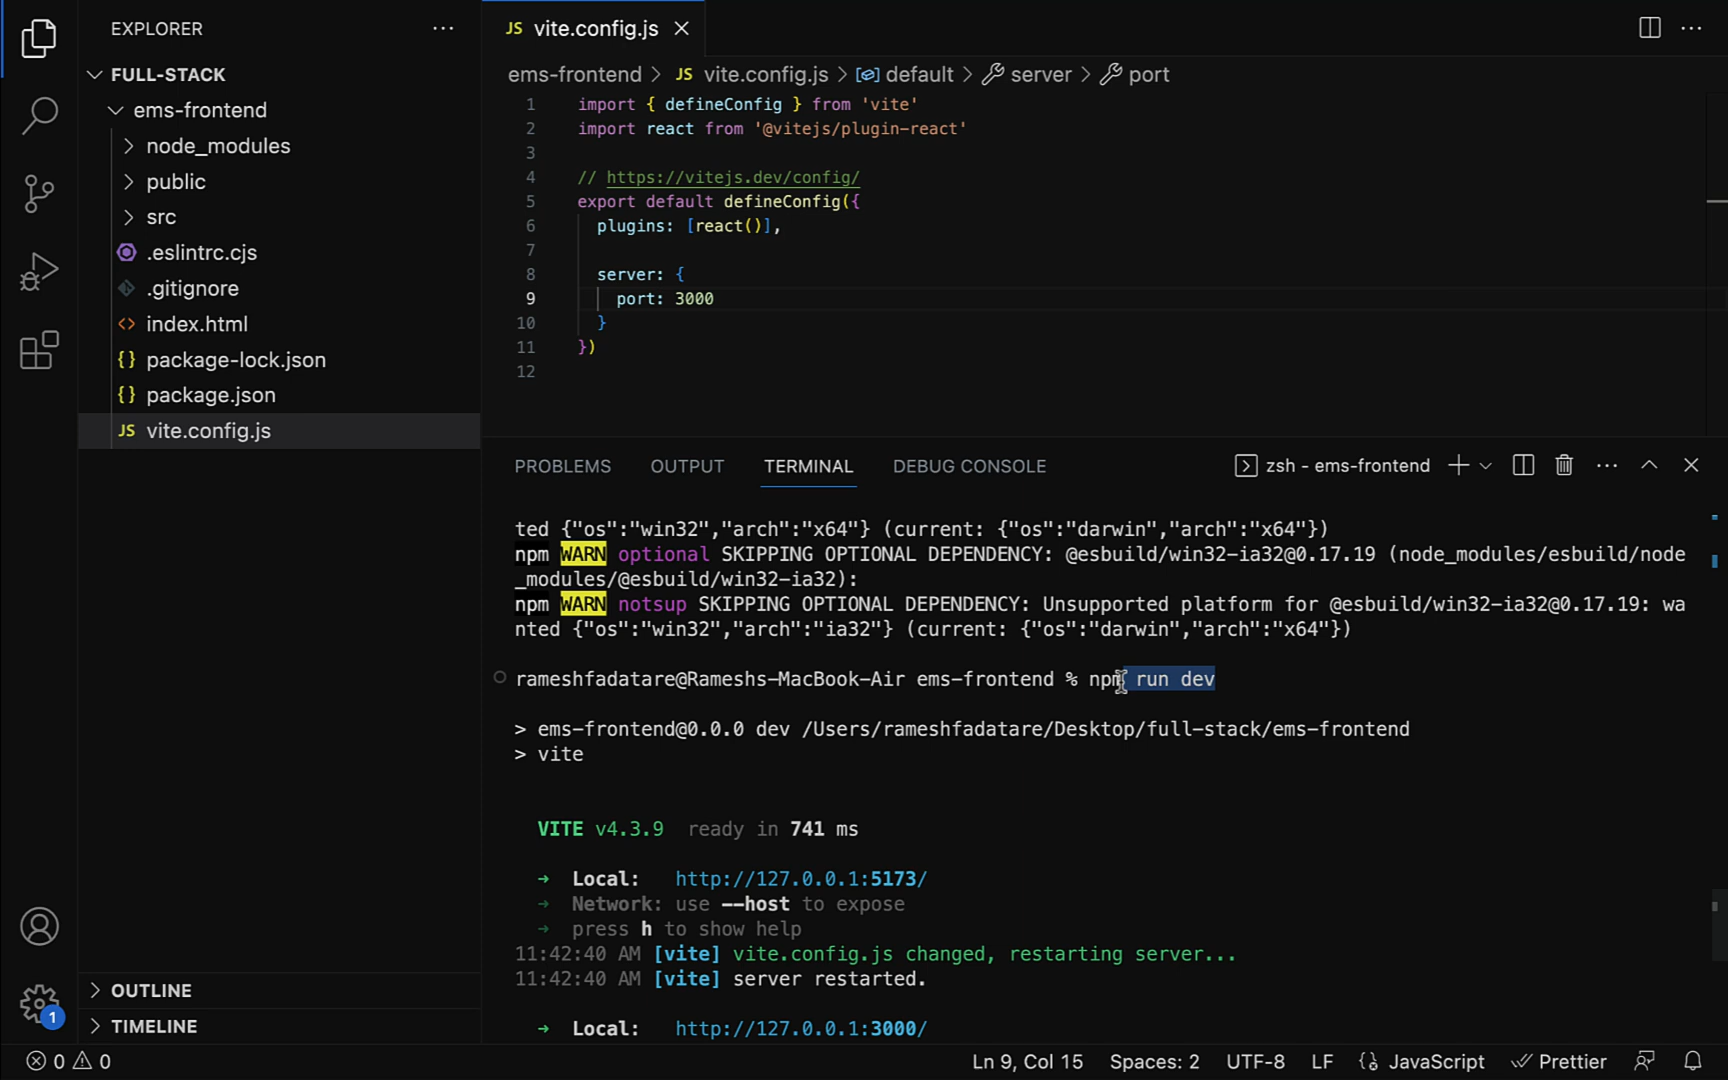 EXPLORER
FULL-STACK
ems-frontend
node_modules
public
src
.eslintrc.cjs
.gitignore
<> index.html
{} package-lock.json
{} package.json
JS vite.config.js
OUTLINE
TIMELINE
1
JS vite.config.js
ems-frontend > JS vite.config.js > default > server > port
1 import { defineConfig } from 'vite'
2 import react from '@vitejs/plugin-react'
3
4 // https://vitejs.dev/config/
5 export default defineConfig({
6 plugins: [react()],
7
8 server: {
9 port: 3000
10 }
11 })
12
PROBLEMS OUTPUT TERMINAL DEBUG CONSOLE zsh - ems-frontend
ted {"os":"win32","arch":"x64"} (current: {"os":"darwin","arch":"x64"})
npm WARN optional SKIPPING OPTIONAL DEPENDENCY: @esbuild/win32-ia32@0.17.19 (node_modules/esbuild/node
_modules/@esbuild/win32-ia32):
npm WARN notsup SKIPPING OPTIONAL DEPENDENCY: Unsupported platform for @esbuild/win32-ia32@0.17.19: wa
nted {"os":"win32","arch":"ia32"} (current: {"os":"darwin","arch":"x64"})
rameshfadatare@Rameshs-MacBook-Air ems-frontend % npm run dev
> ems-frontend@0.0.0 dev /Users/rameshfadatare/Desktop/full-stack/ems-frontend
> vite
VITE v4.3.9 ready in 741 ms
➜ Local: http://127.0.0.1:5173/
➜ Network: use --host to expose
➜ press h to show help
11:42:40 AM [vite] vite.config.js changed, restarting server...
11:42:40 AM [vite] server restarted.
➜ Local: http://127.0.0.1:3000/
0 0 Ln 9, Col 15 Spaces: 2 UTF-8 LF JavaScript Prettier